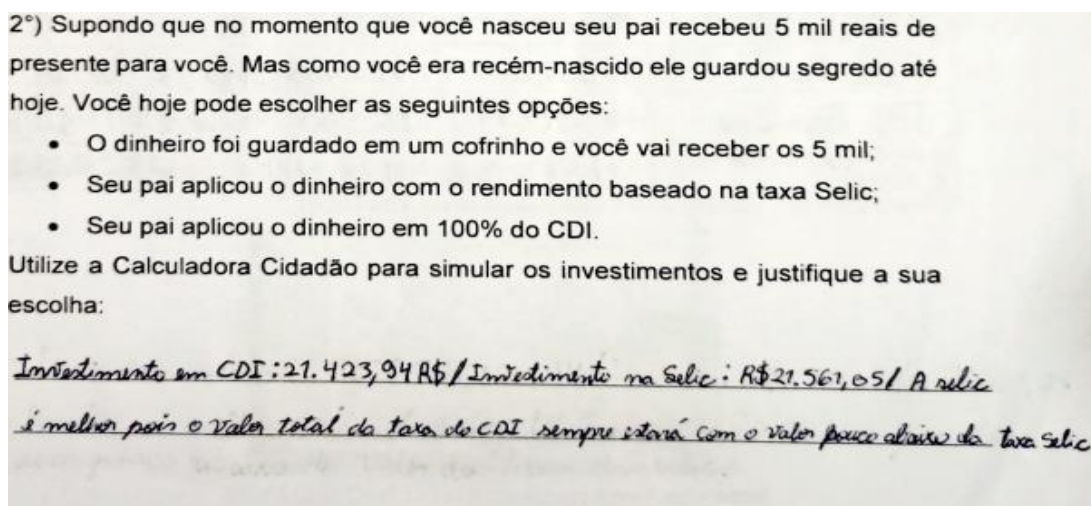 2°) Supondo que no momento que você nasceu seu pai recebeu 5 mil reais de
presente para você. Mas como você era recém-nascido ele guardou segredo até
hoje. Você hoje pode escolher as seguintes opções:
• O dinheiro foi guardado em um cofrinho e você vai receber os 5 mil;
• Seu pai aplicou o dinheiro com o rendimento baseado na taxa Selic;
• Seu pai aplicou o dinheiro em 100% do CDI.
Utilize a Calculadora Cidadão para simular os investimentos e justifique a sua
escolha:
Investimento em CDI: 21.423,94 R$ / Investimento na Selic: R$21.561,05 / A selic
é melhor pois o valor total da taxa do CDI sempre estará com o valor pouco abaixo da taxa selic